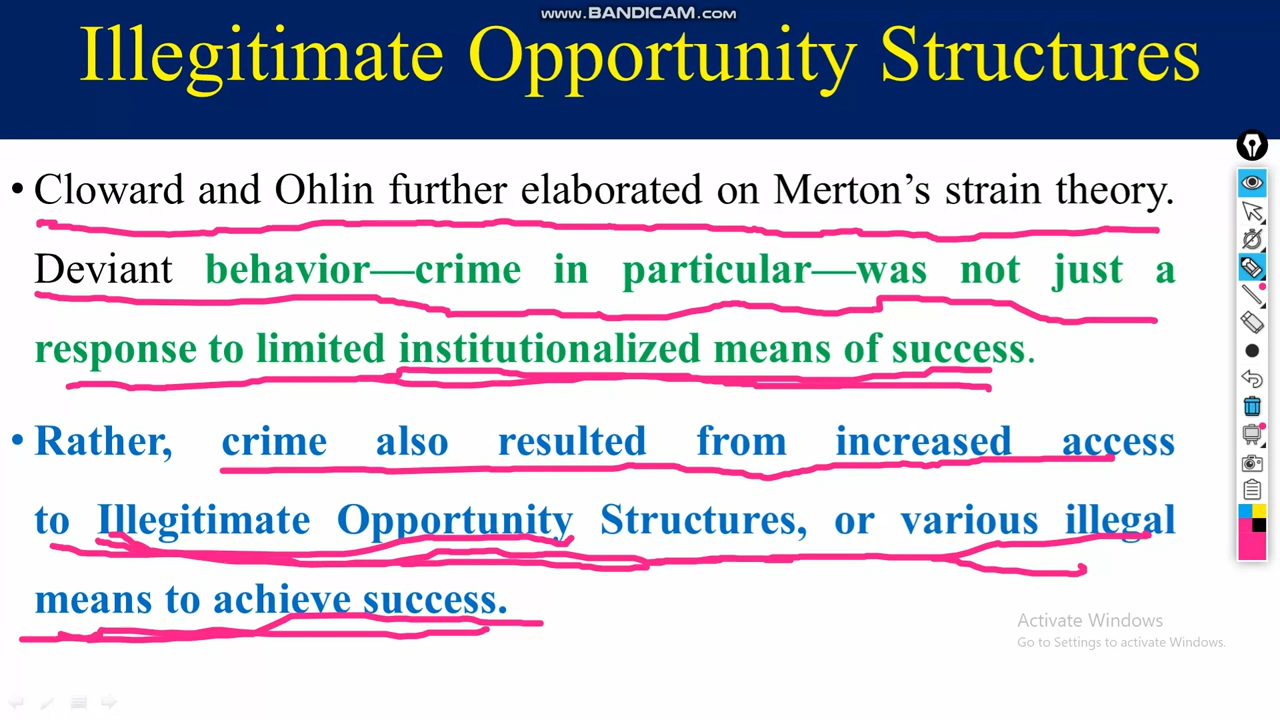 www.BANDICAM.com
Illegitimate Opportunity Structures
• Cloward and Ohlin further elaborated on Merton’s strain theory.
Deviant behavior—crime in particular—was not just a
response to limited institutionalized means of success.
• Rather, crime also resulted from increased access
to Illegitimate Opportunity Structures, or various illegal
means to achieve success.
Activate Windows
Go to Settings to activate Windows.